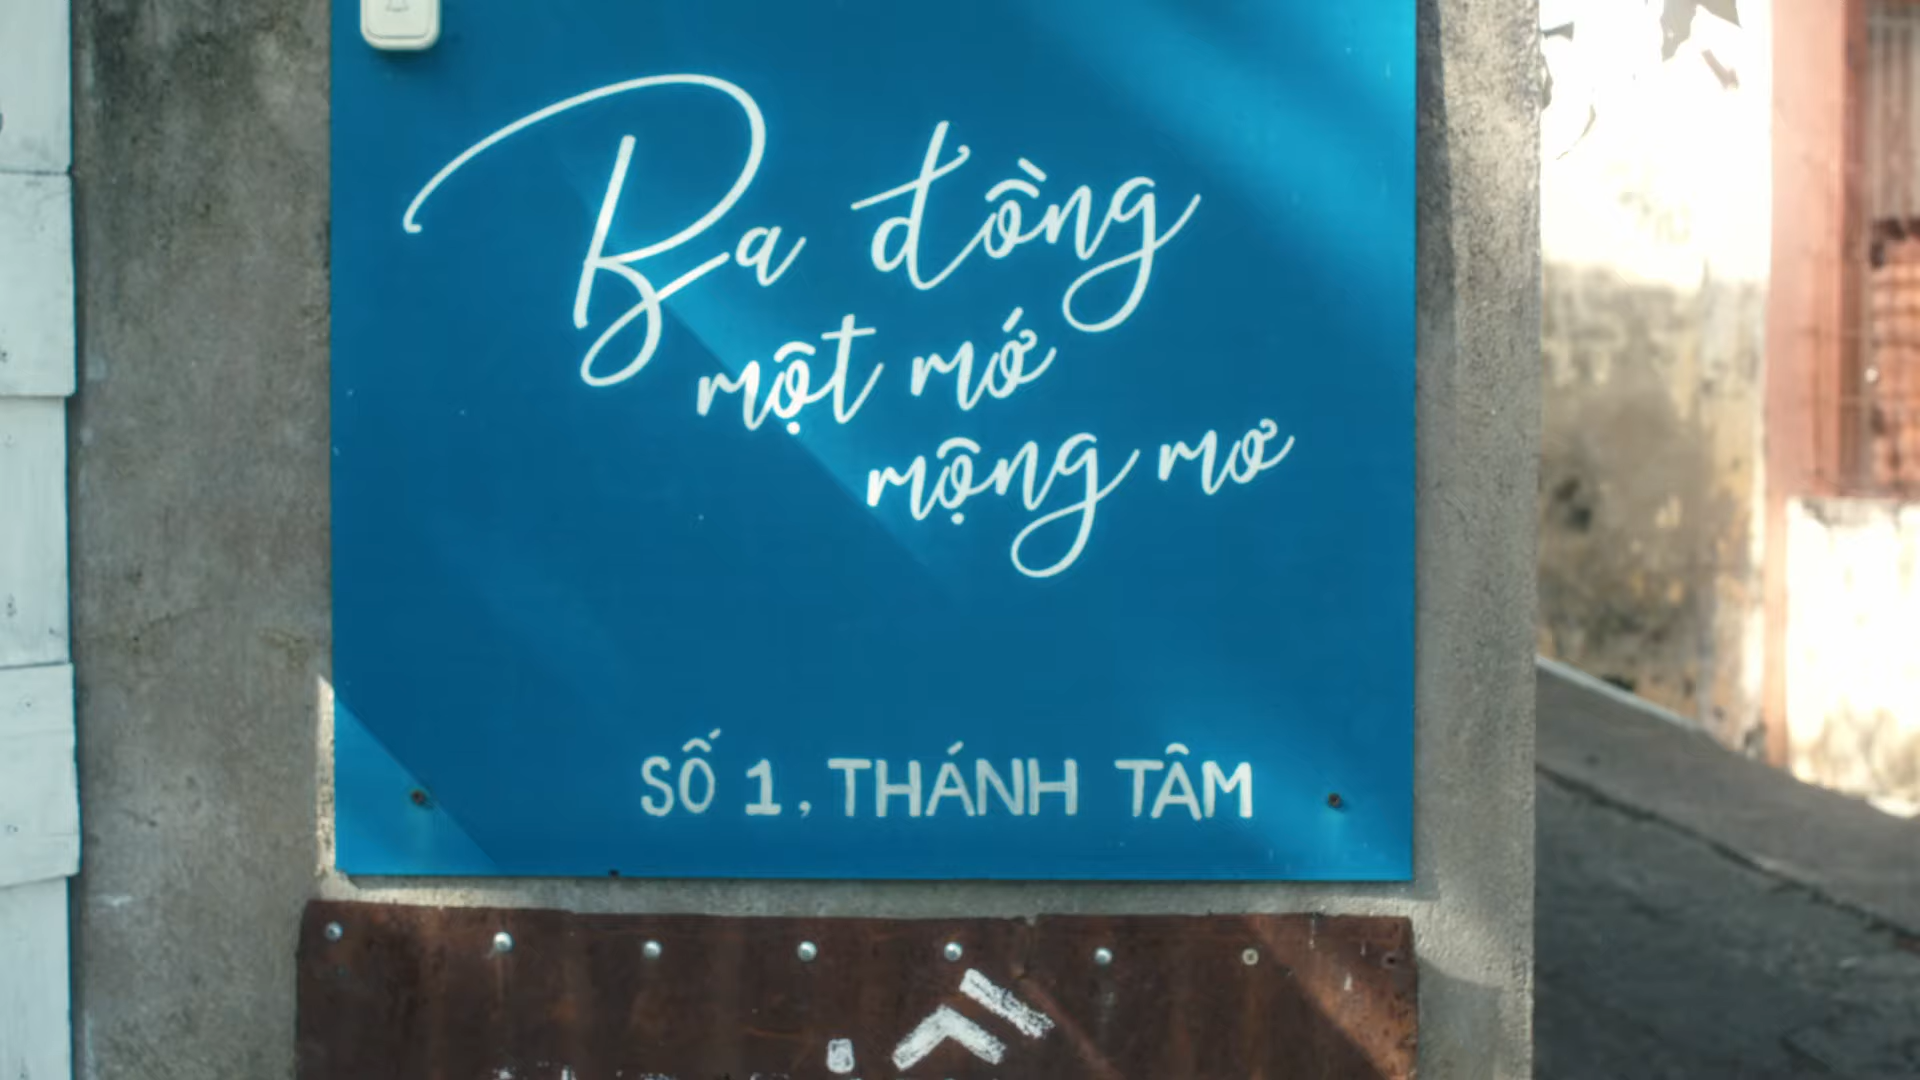 Ba đồng
một mớ
mộng mơ
SỐ 1, THÁNH TÂM